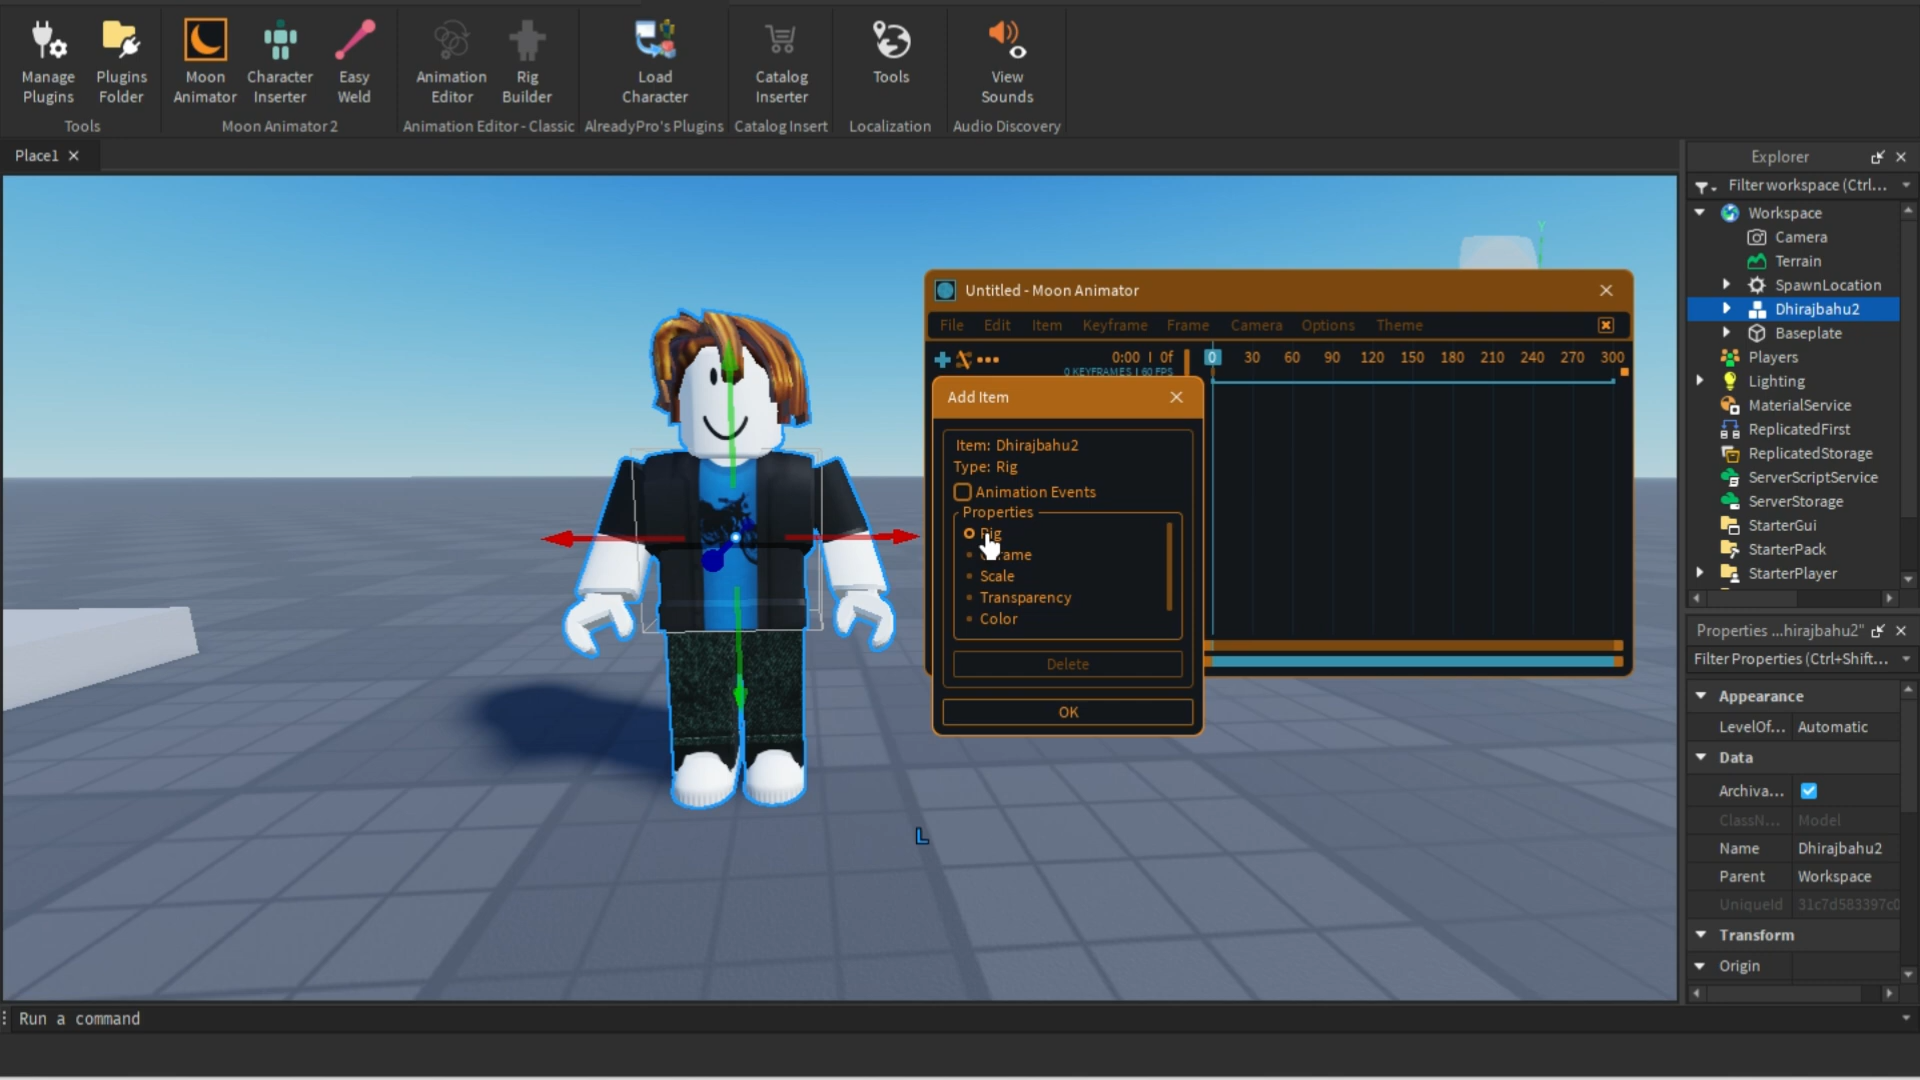 Manage Plugins
Plugins Folder
Moon Animator
Character Inserter
Easy Weld
Animation Editor
Rig Builder
Load Character
Catalog Inserter
Tools
View Sounds
Tools
Moon Animator 2
Animation Editor - Classic
AlreadyPro's Plugins
Catalog Insert
Localization
Audio Discovery
Place1
Untitled - Moon Animator
File Edit Item Keyframe Frame Camera Options Theme
0:00 | 0f
0 KEYFRAMES | 60 FPS
0 30 60 90 120 150 180 210 240 270 300
Add Item
Item: Dhirajbahu2
Type: Rig
Animation Events
Properties
Rig
Scale
Transparency
Color
Delete
OK
Y
L
Explorer
Filter workspace (Ctrl...
Workspace
Camera
Terrain
SpawnLocation
Dhirajbahu2
Baseplate
Players
Lighting
MaterialService
ReplicatedFirst
ReplicatedStorage
ServerScriptService
ServerStorage
StarterGui
StarterPack
StarterPlayer
Properties ...hirajbahu2"
Filter Properties (Ctrl+Shift...
Appearance
LevelOf... Automatic
Data
Archiva...
ClassN... Model
Name Dhirajbahu2
Parent Workspace
UniqueId 31c7d583397c0
Transform
Origin
Run a command